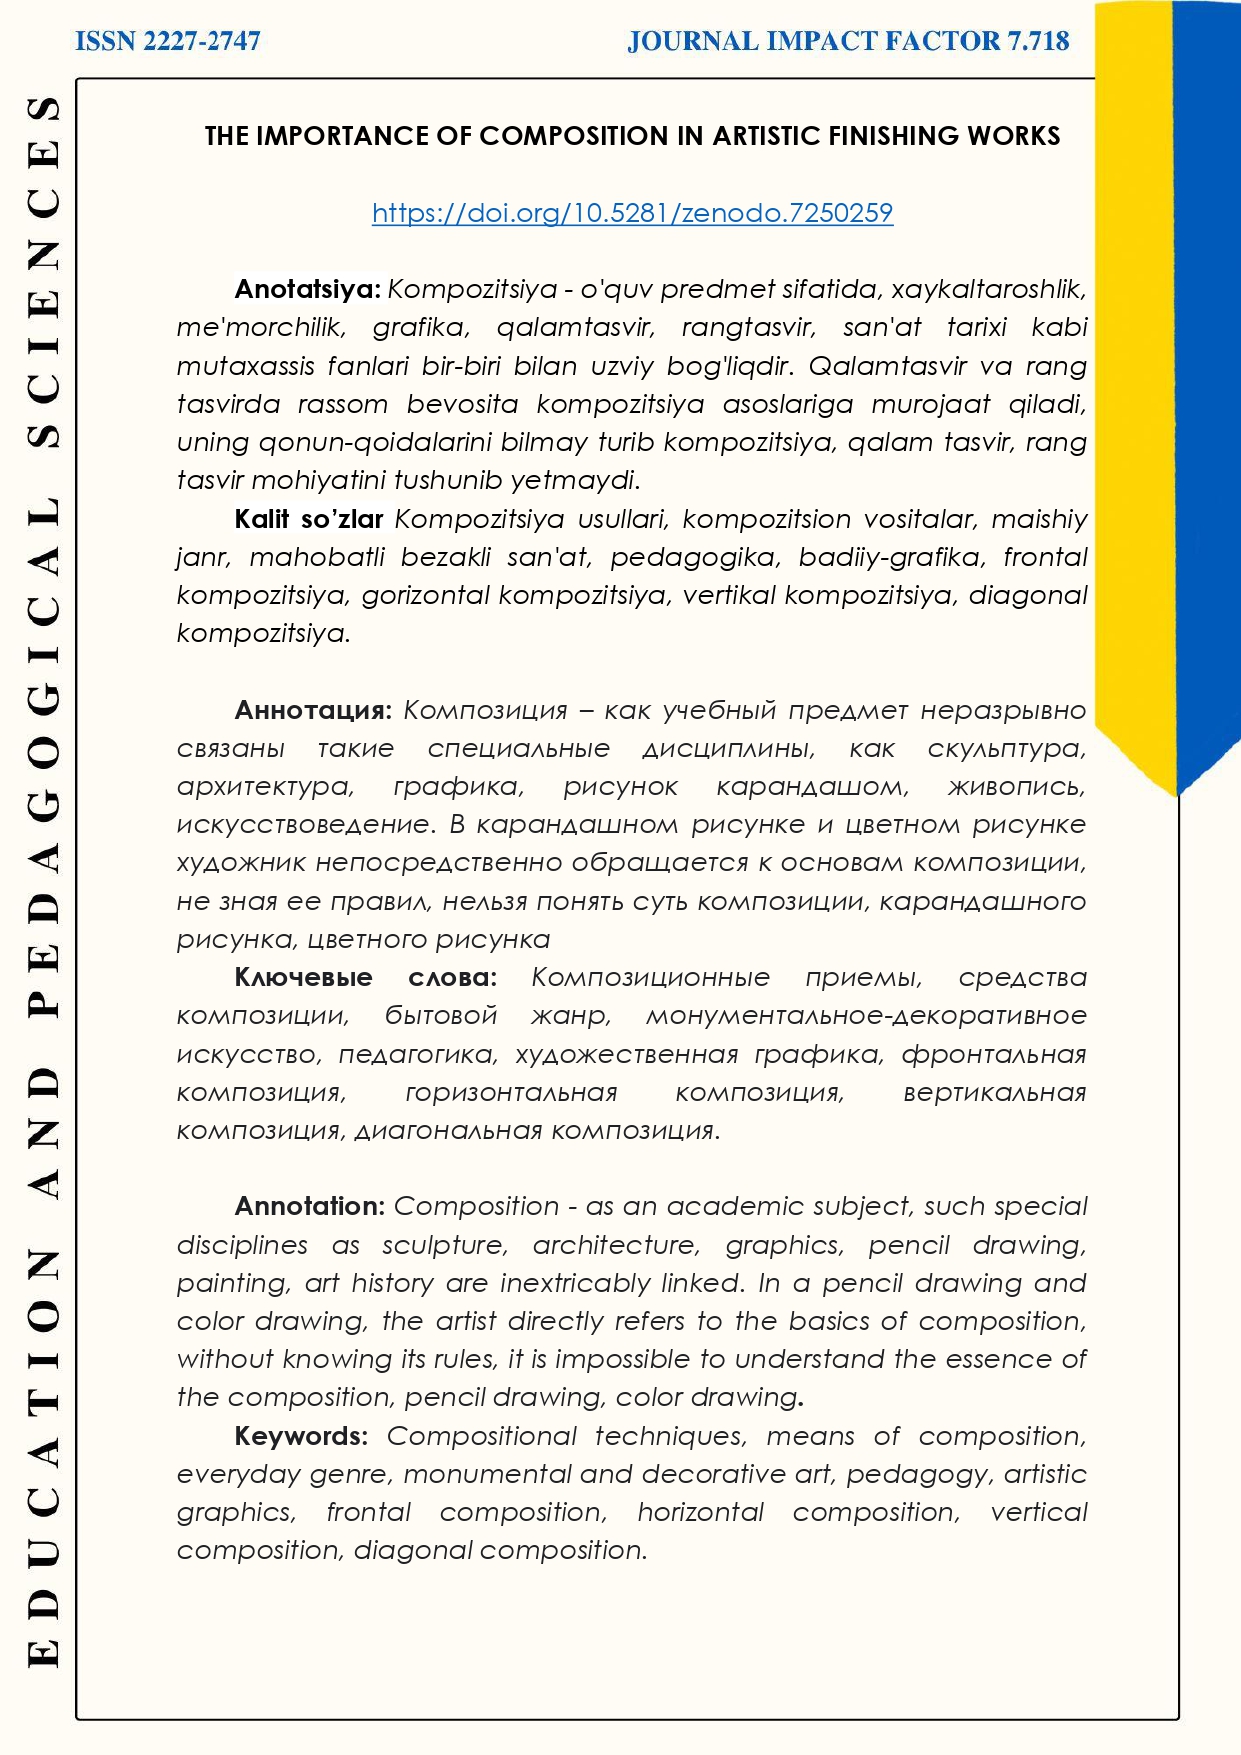 ISSN 2227-2747 JOURNAL IMPACT FACTOR 7.718
EDUCATION AND PEDAGOGICAL SCIENCES
THE IMPORTANCE OF COMPOSITION IN ARTISTIC FINISHING WORKS
https://doi.org/10.5281/zenodo.7250259
Anotatsiya: Kompozitsiya - o'quv predmet sifatida, xaykaltaroshlik,
me'morchilik, grafika, qalamtasvir, rangtasvir, san'at tarixi kabi
mutaxassis fanlari bir-biri bilan uzviy bog'liqdir. Qalamtasvir va rang
tasvirda rassom bevosita kompozitsiya asoslariga murojaat qiladi,
uning qonun-qoidalarini bilmay turib kompozitsiya, qalam tasvir, rang
tasvir mohiyatini tushunib yetmaydi.
Kalit so’zlar Kompozitsiya usullari, kompozitsion vositalar, maishiy
janr, mahobatli bezakli san'at, pedagogika, badiiy-grafika, frontal
kompozitsiya, gorizontal kompozitsiya, vertikal kompozitsiya, diagonal
kompozitsiya.
Аннотация: Композиция – как учебный предмет неразрывно
связаны такие специальные дисциплины, как скульптура,
архитектура, графика, рисунок карандашом, живопись,
искусствоведение. В карандашном рисунке и цветном рисунке
художник непосредственно обращается к основам композиции,
не зная ее правил, нельзя понять суть композиции, карандашного
рисунка, цветного рисунка
Ключевые слова: Композиционные приемы, средства
композиции, бытовой жанр, монументальное-декоративное
искусство, педагогика, художественная графика, фронтальная
композиция, горизонтальная композиция, вертикальная
композиция, диагональная композиция.
Annotation: Composition - as an academic subject, such special
disciplines as sculpture, architecture, graphics, pencil drawing,
painting, art history are inextricably linked. In a pencil drawing and
color drawing, the artist directly refers to the basics of composition,
without knowing its rules, it is impossible to understand the essence of
the composition, pencil drawing, color drawing.
Keywords: Compositional techniques, means of composition,
everyday genre, monumental and decorative art, pedagogy, artistic
graphics, frontal composition, horizontal composition, vertical
composition, diagonal composition.